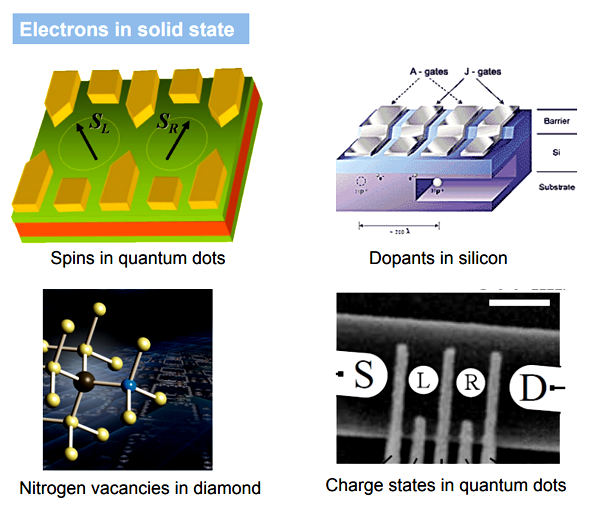 Electrons in solid state
S_L
S_R
Spins in quantum dots
A - gates
J - gates
Barrier
Si
Substrate
Dopants in silicon
Nitrogen vacancies in diamond
S
L
R
D
Charge states in quantum dots